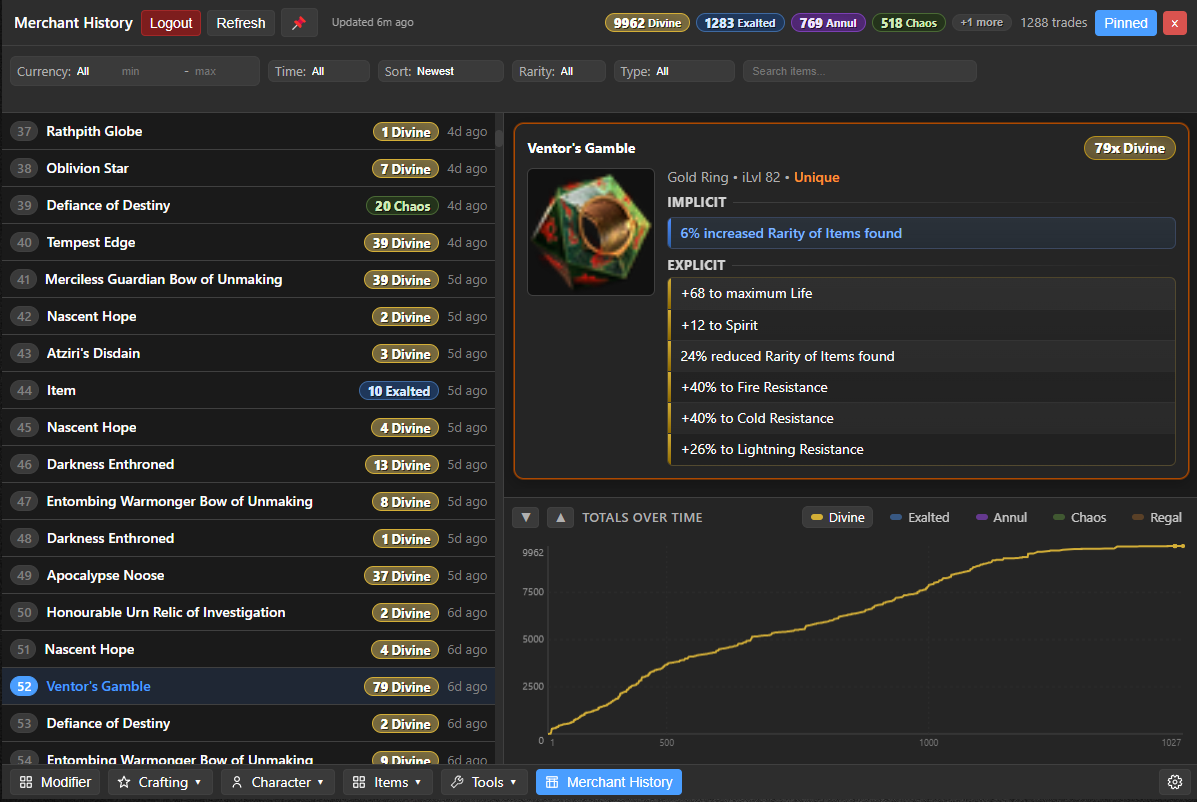 Merchant History Logout Refresh Updated 6m ago 9962 Divine 1283 Exalted 769 Annul 518 Chaos +1 more 1288 trades Pinned x
Currency: All min - max Time: All Sort: Newest Rarity: All Type: All Search items...
37 Rathpith Globe 1 Divine 4d ago
38 Oblivion Star 7 Divine 4d ago
39 Defiance of Destiny 20 Chaos 4d ago
40 Tempest Edge 39 Divine 4d ago
41 Merciless Guardian Bow of Unmaking 39 Divine 5d ago
42 Nascent Hope 2 Divine 5d ago
43 Atziri's Disdain 3 Divine 5d ago
44 Item 10 Exalted 5d ago
45 Nascent Hope 4 Divine 5d ago
46 Darkness Enthroned 13 Divine 5d ago
47 Entombing Warmonger Bow of Unmaking 8 Divine 5d ago
48 Darkness Enthroned 1 Divine 5d ago
49 Apocalypse Noose 37 Divine 5d ago
50 Honourable Urn Relic of Investigation 2 Divine 6d ago
51 Nascent Hope 4 Divine 6d ago
52 Ventor's Gamble 79 Divine 6d ago
53 Defiance of Destiny 2 Divine 6d ago
54 Entombing Warmonger Bow of Unmaking 9 Divine 6d ago
Ventor's Gamble 79x Divine
Gold Ring • iLvl 82 • Unique
IMPLICIT
6% increased Rarity of Items found
EXPLICIT
+68 to maximum Life
+12 to Spirit
24% reduced Rarity of Items found
+40% to Fire Resistance
+40% to Cold Resistance
+26% to Lightning Resistance
▼ ▲ TOTALS OVER TIME Divine Exalted Annul Chaos Regal
9962
7500
5000
2500
0
1 500 1000 1027
Modifier Crafting ▾ Character ▾ Items ▾ Tools ▾ Merchant History